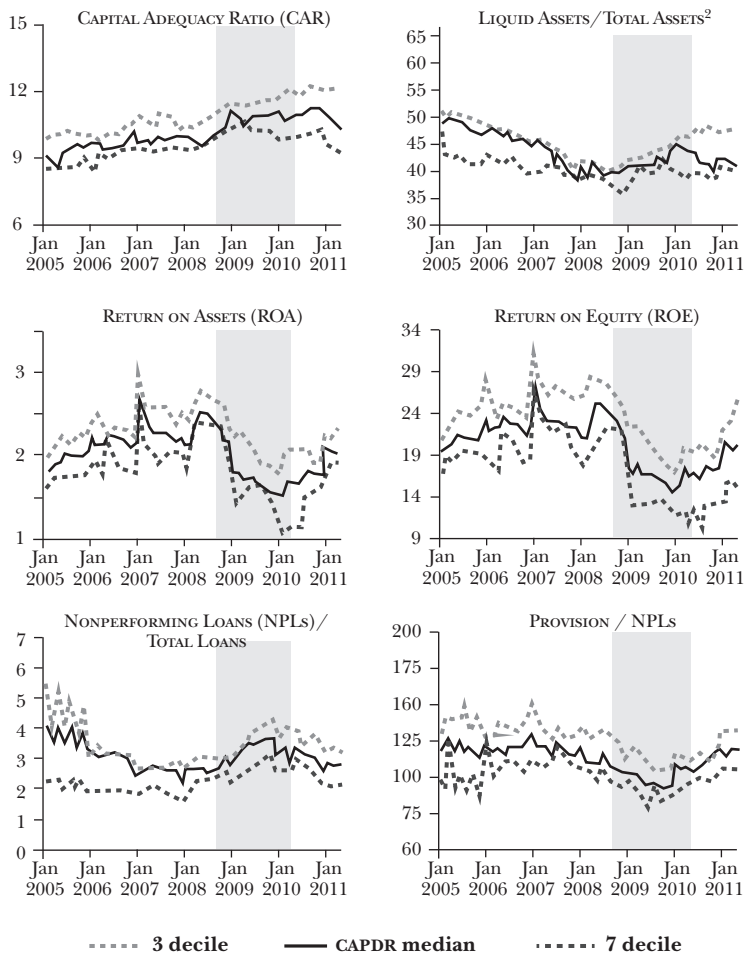 CAPITAL ADEQUACY RATIO (CAR)
15
12
9
6
Jan Jan Jan Jan Jan Jan Jan
2005 2006 2007 2008 2009 2010 2011
LIQUID ASSETS/TOTAL ASSETS2
65
60
55
50
45
40
35
30
Jan Jan Jan Jan Jan Jan Jan
2005 2006 2007 2008 2009 2010 2011
RETURN ON ASSETS (ROA)
3
2
1
Jan Jan Jan Jan Jan Jan Jan
2005 2006 2007 2008 2009 2010 2011
RETURN ON EQUITY (ROE)
34
29
24
19
14
9
Jan Jan Jan Jan Jan Jan Jan
2005 2006 2007 2008 2009 2010 2011
NONPERFORMING LOANS (NPLS)/
TOTAL LOANS
7
6
5
4
3
2
1
0
Jan Jan Jan Jan Jan Jan Jan
2005 2006 2007 2008 2009 2010 2011
PROVISION / NPLS
200
175
160
125
100
75
60
Jan Jan Jan Jan Jan Jan Jan
2005 2006 2007 2008 2009 2010 2011
3 decile CAPDR median 7 decile